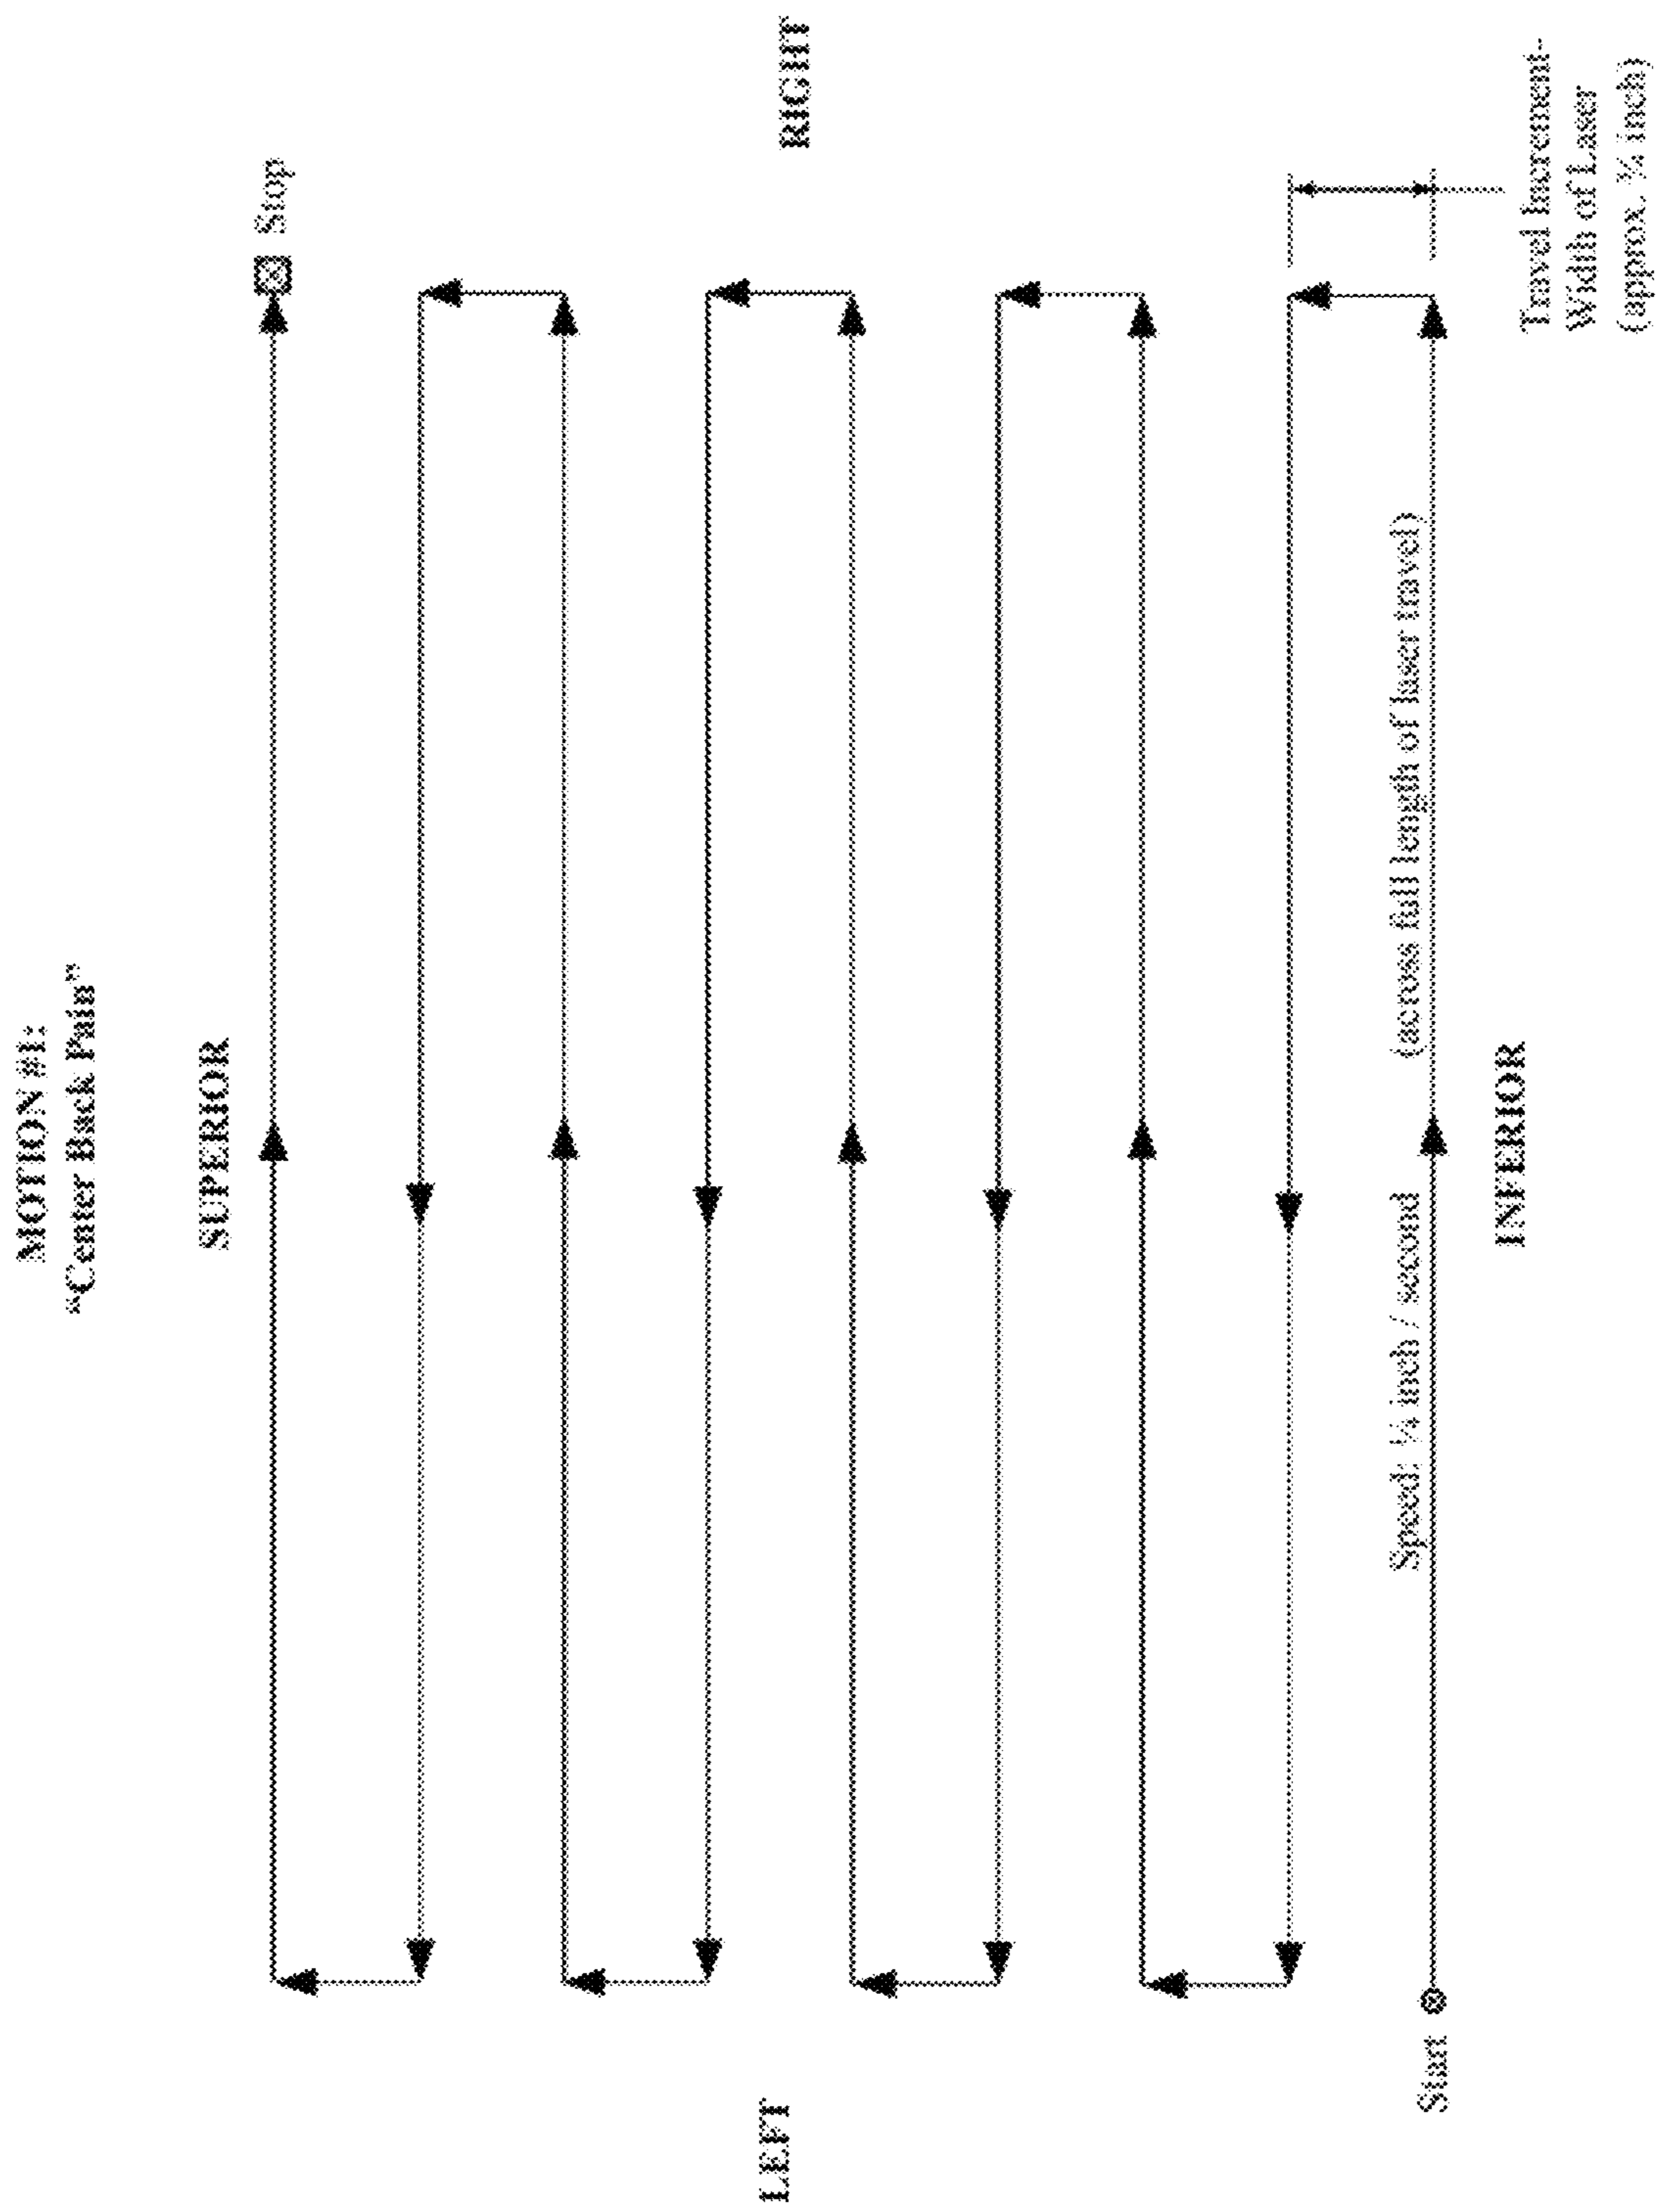 MOTION #1:
“Center Back Pain”
SUPERIOR
Stop
LEFT
RIGHT
Speed: ¼ inch / second (across full length of laser travel)
Start
INFERIOR
Travel Increment-
Width of Laser
(approx. ¾ inch)